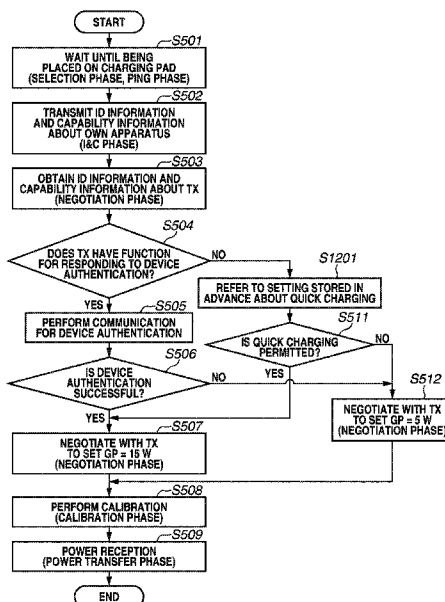 START
S501
WAIT UNTIL BEING
PLACED ON CHARGING PAD
(SELECTION PHASE, PING PHASE)
S502
TRANSMIT ID INFORMATION
AND CAPABILITY INFORMATION
ABOUT OWN APPARATUS
(I&C PHASE)
S503
OBTAIN ID INFORMATION AND
CAPABILITY INFORMATION ABOUT TX
(NEGOTIATION PHASE)
S504
DOES TX HAVE FUNCTION
FOR RESPONDING TO DEVICE
AUTHENTICATION?
NO
YES
S1201
REFER TO SETTING STORED IN
ADVANCE ABOUT QUICK CHARGING
S505
PERFORM COMMUNICATION
FOR DEVICE AUTHENTICATION
S511
IS QUICK CHARGING
PERMITTED?
NO
YES
S506
IS DEVICE
AUTHENTICATION
SUCCESSFUL?
NO
YES
S512
NEGOTIATE WITH TX
TO SET GP = 5 W
(NEGOTIATION PHASE)
S507
NEGOTIATE WITH TX
TO SET GP = 15 W
(NEGOTIATION PHASE)
S508
PERFORM CALIBRATION
(CALIBRATION PHASE)
S509
POWER RECEPTION
(POWER TRANSFER PHASE)
END